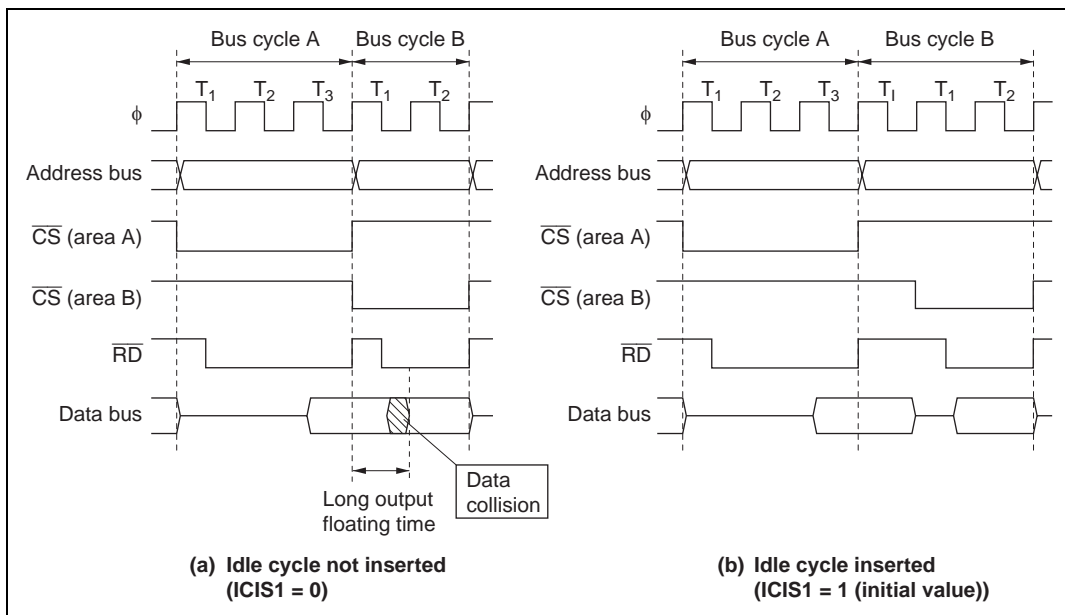 Bus cycle A
Bus cycle B
T1 T2 T3 T1 T2
ϕ
Address bus
CS (area A)
CS (area B)
RD
Data bus
Long output
floating time
Data
collision
(a) Idle cycle not inserted
(ICIS1 = 0)
Bus cycle A
Bus cycle B
T1 T2 T3 TI T1 T2
ϕ
Address bus
CS (area A)
CS (area B)
RD
Data bus
(b) Idle cycle inserted
(ICIS1 = 1 (initial value))